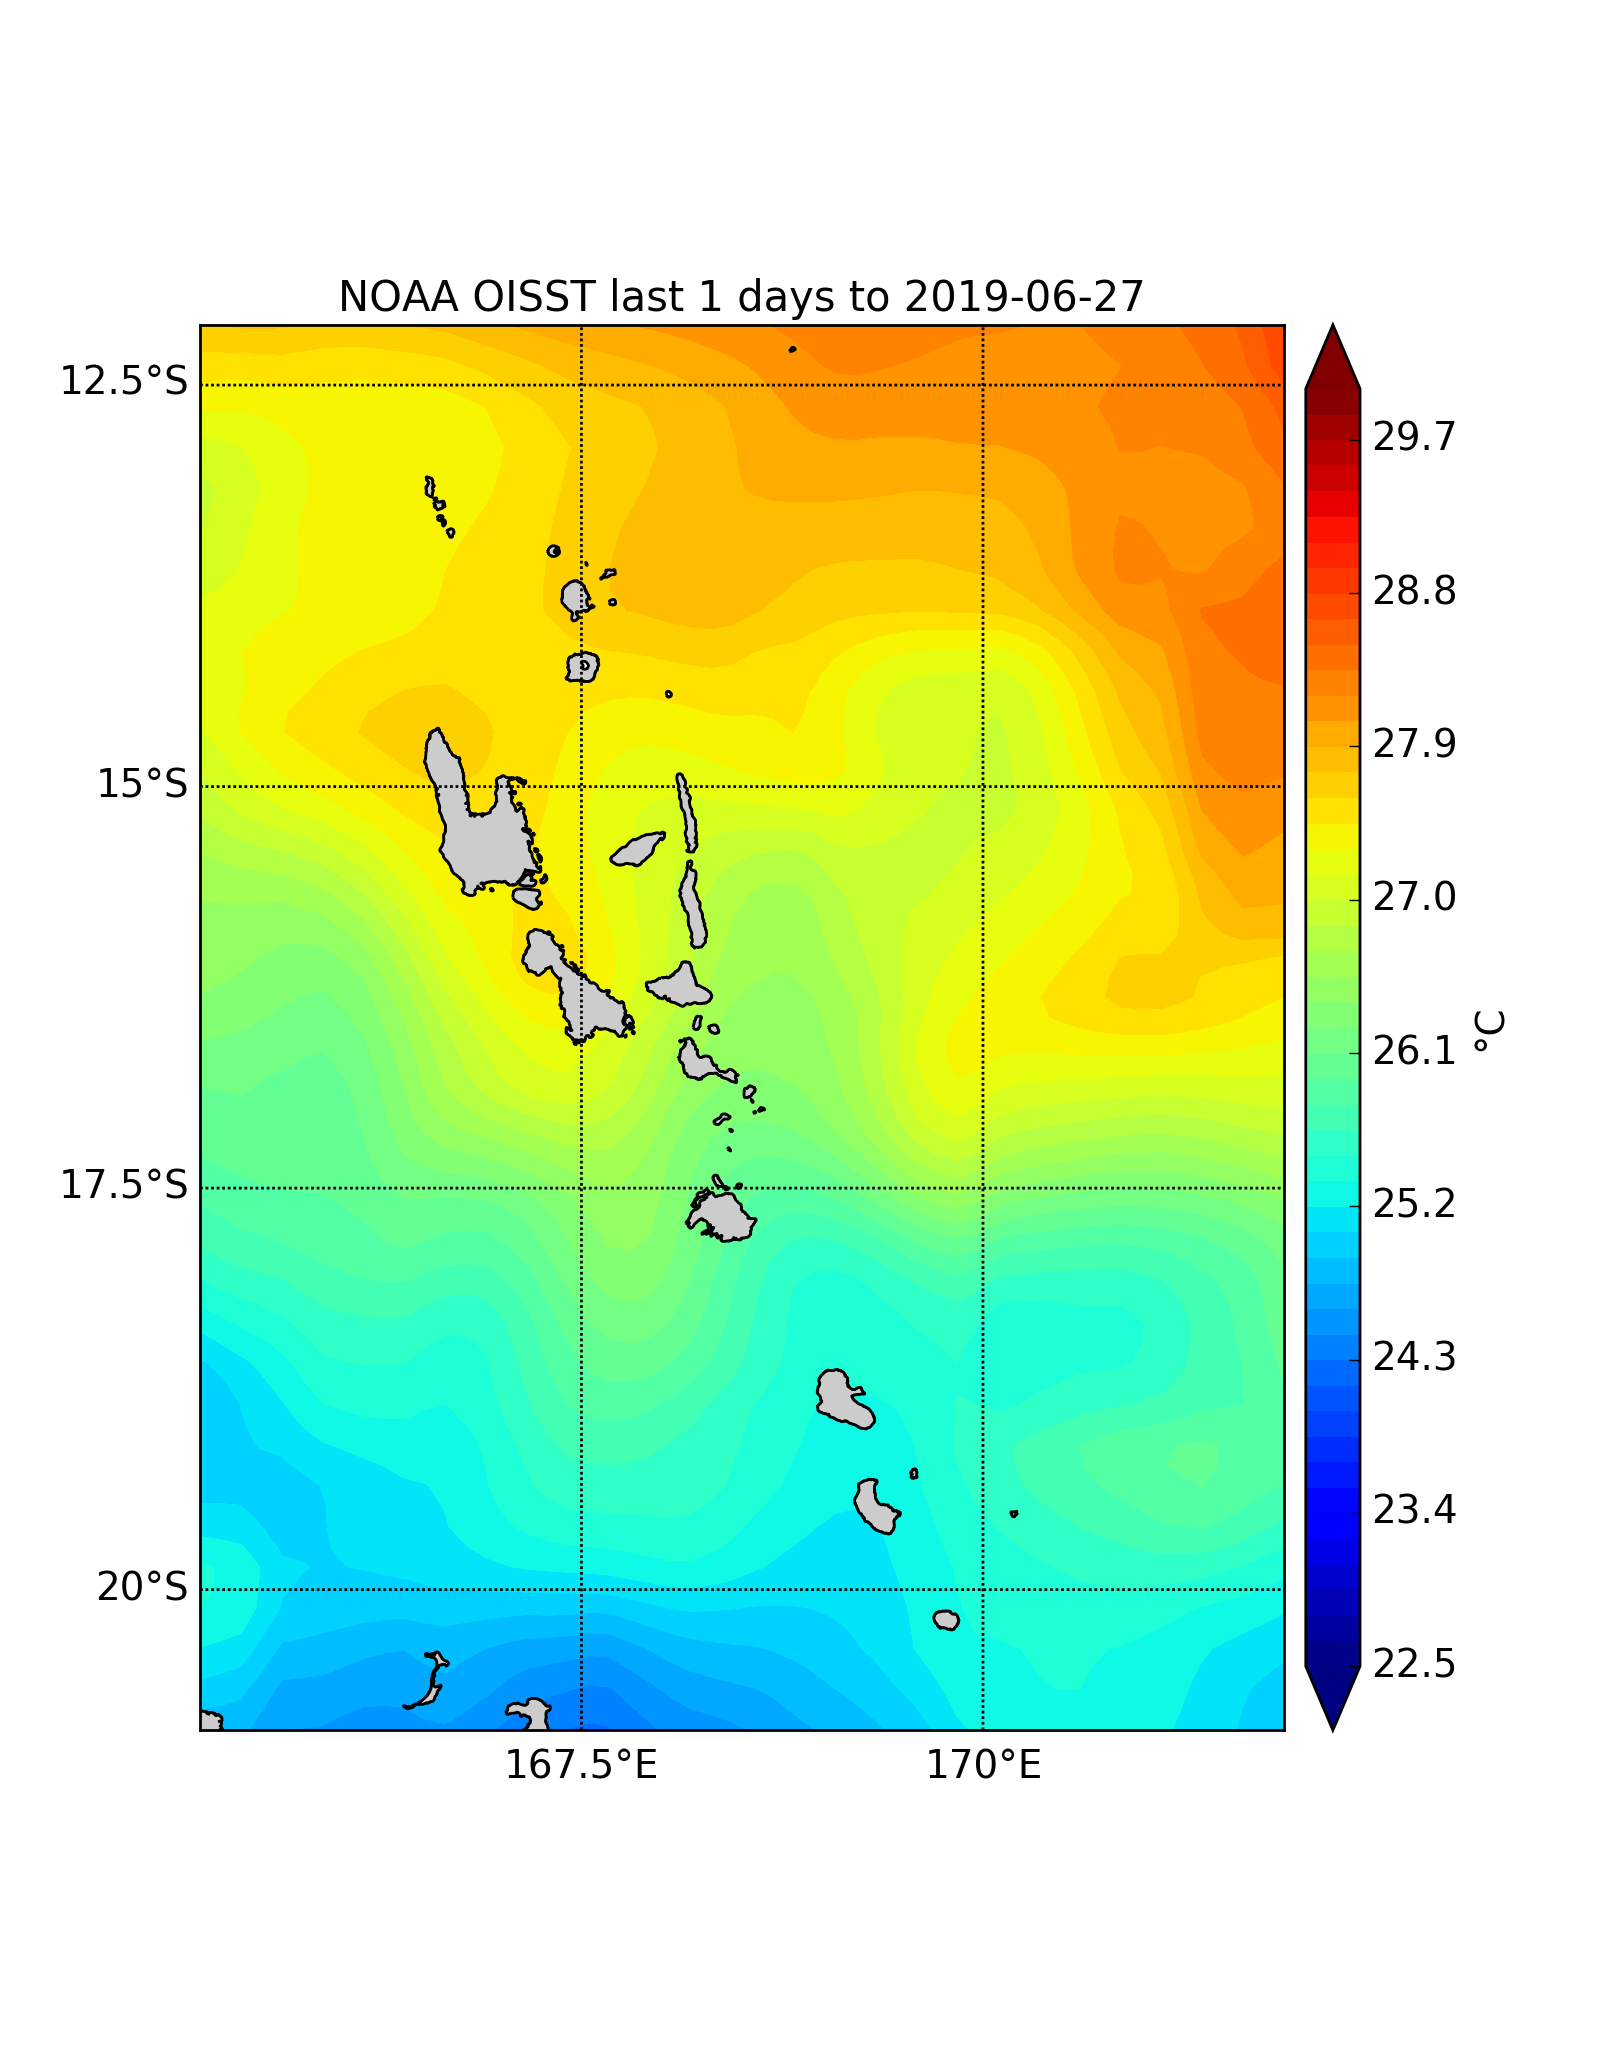 NOAA OISST last 1 days to 2019-06-27
12.5°S
15°S
17.5°S
20°S
167.5°E
170°E
29.7
28.8
27.9
27.0
26.1
25.2
24.3
23.4
22.5
°C